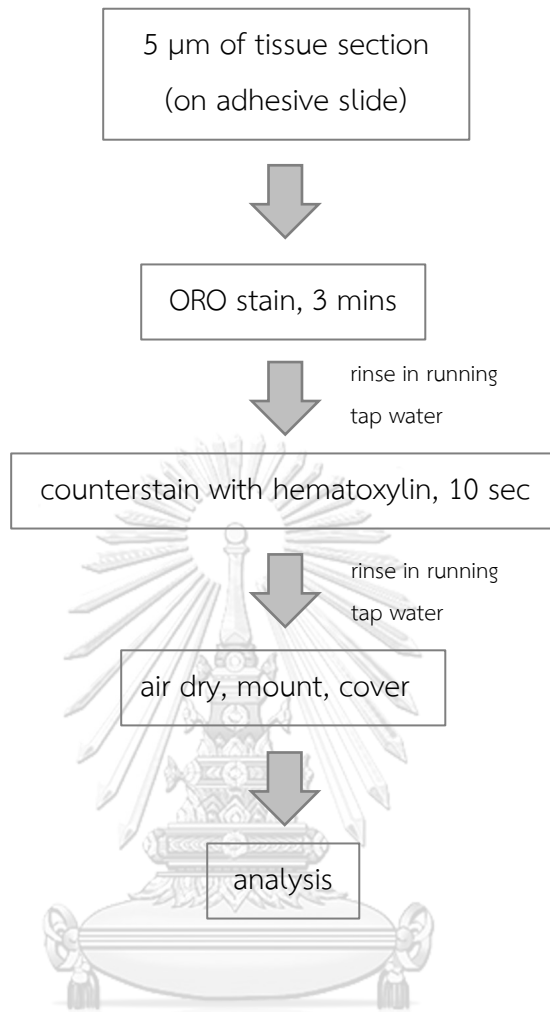 5 µm of tissue section
(on adhesive slide)
ORO stain, 3 mins
rinse in running
tap water
counterstain with hematoxylin, 10 sec
rinse in running
tap water
air dry, mount, cover
analysis